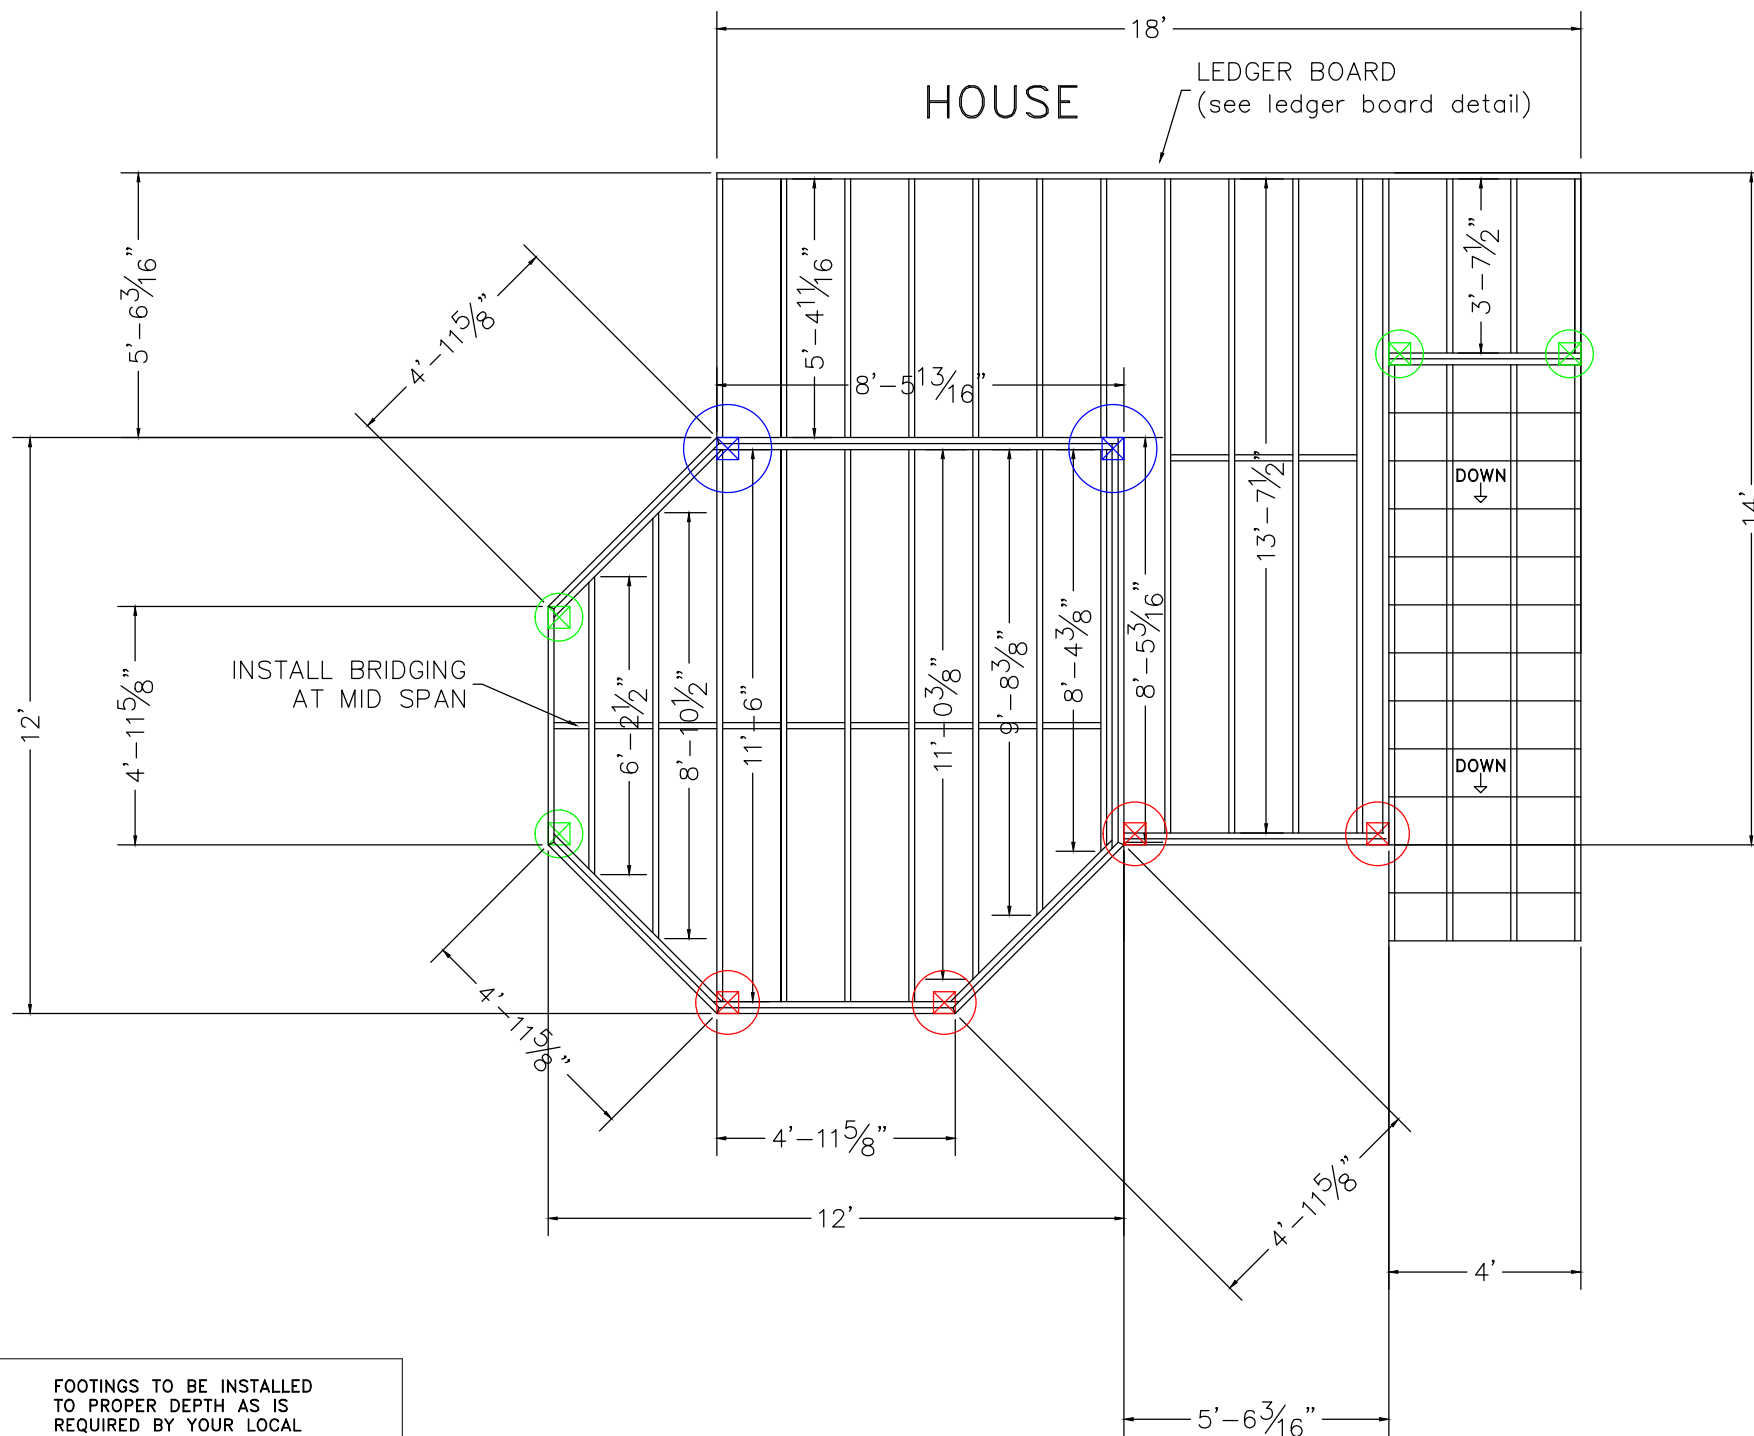 18'
LEDGER BOARD
(see ledger board detail)
HOUSE
5'-6 3/16"
4'-11 5/8"
5'-4 11/16"
3'-7 1/2"
8'-5 13/16"
13'-7 1/2"
14'
DOWN
12'
4'-11 5/8"
INSTALL BRIDGING
AT MID SPAN
6'-2 1/2"
8'-10 1/2"
11'-6"
11'-0 3/8"
9'-8 3/8"
8'-4 3/8"
8'-5 3/16"
DOWN
4'-11 5/8"
4'-11 5/8"
4'-11 5/8"
12'
4'
5'-6 3/16"
FOOTINGS TO BE INSTALLED
TO PROPER DEPTH AS IS
REQUIRED BY YOUR LOCAL